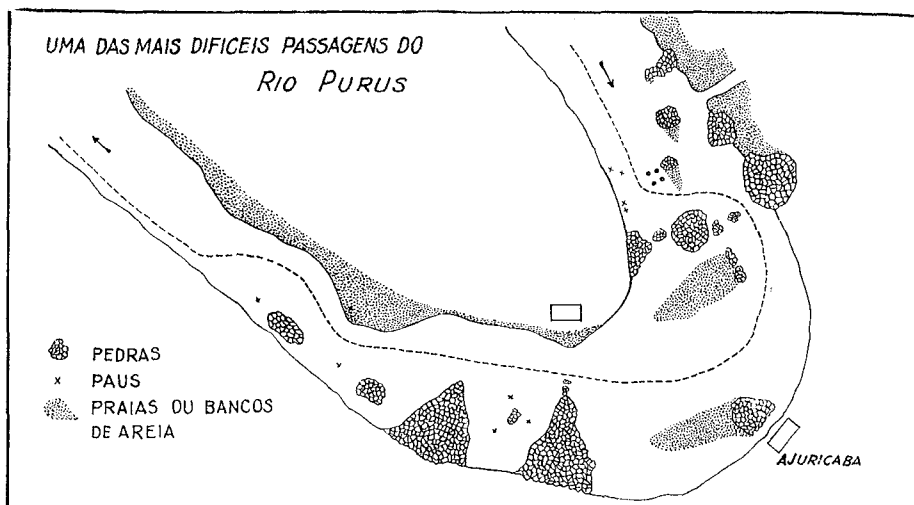 UMA DAS MAIS DIFICEIS PASSAGENS DO
RIO PURUS
PEDRAS
x PAUS
PRAIAS OU BANCOS
DE AREIA
AJURICABA